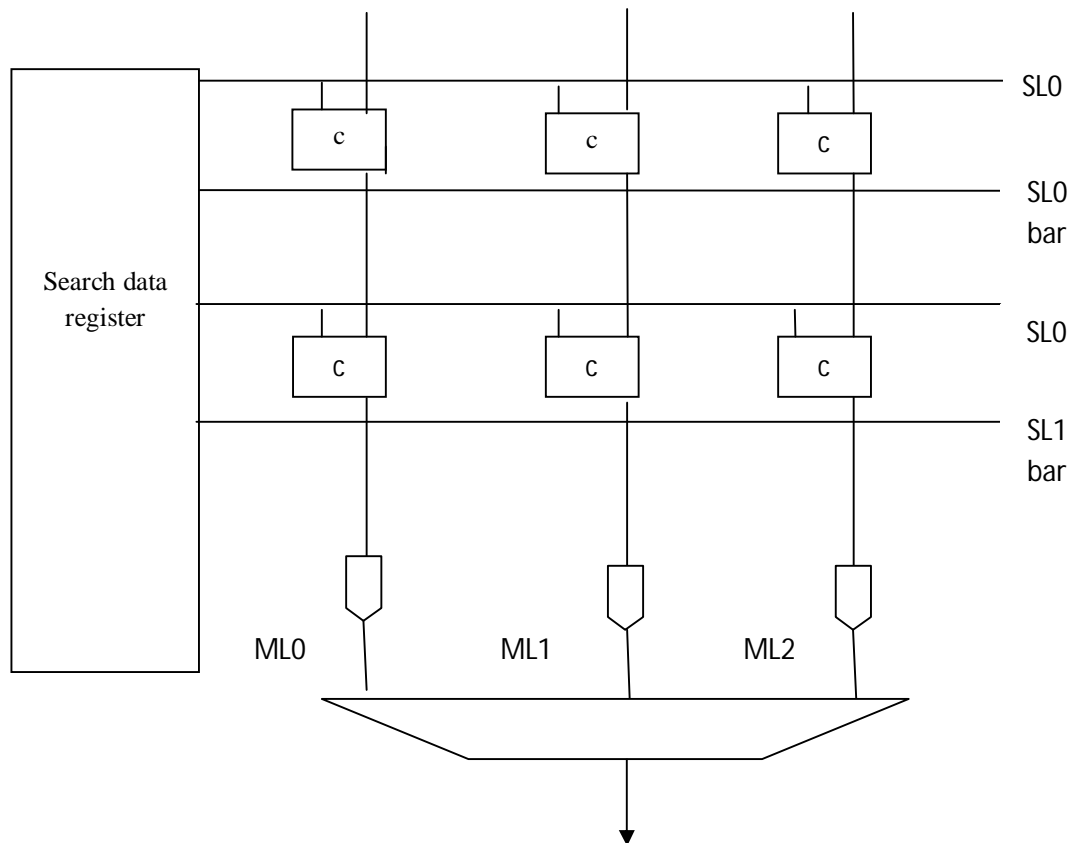 SL0
c c C
SL0
bar
Search data
register
SL0
C C C
SL1
bar
ML0 ML1 ML2